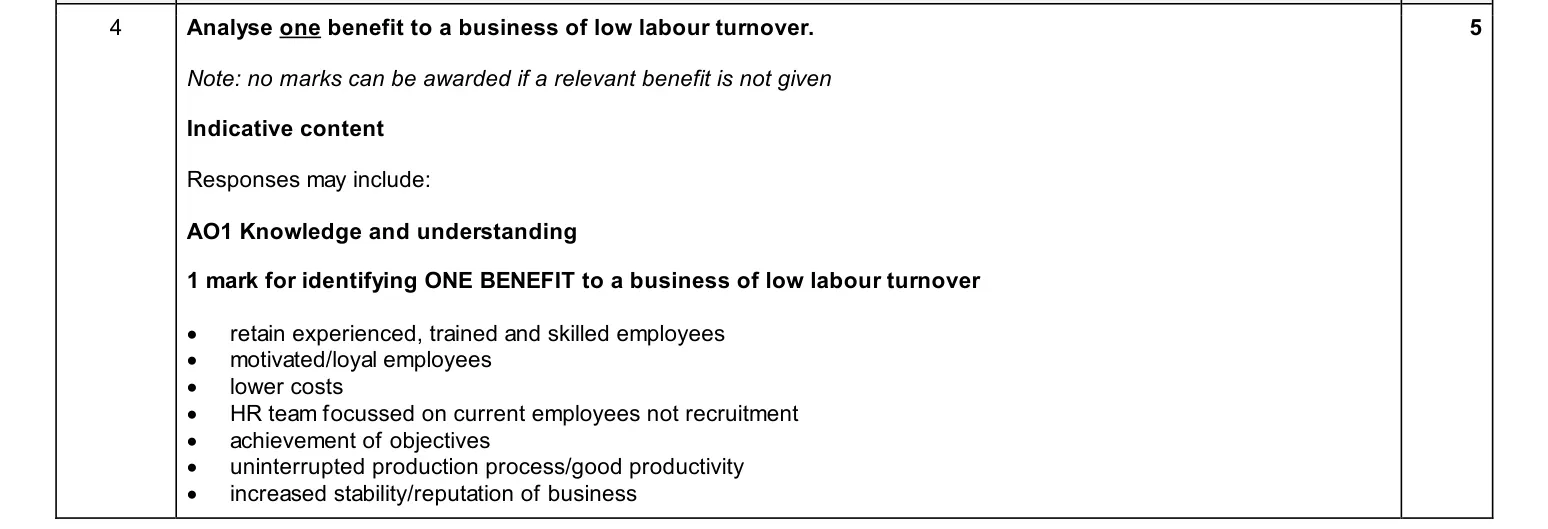 4
Analyse one benefit to a business of low labour turnover.
5
Note: no marks can be awarded if a relevant benefit is not given
Indicative content
Responses may include:
AO1 Knowledge and understanding
1 mark for identifying ONE BENEFIT to a business of low labour turnover
• retain experienced, trained and skilled employees
• motivated/loyal employees
• lower costs
• HR team focussed on current employees not recruitment
• achievement of objectives
• uninterrupted production process/good productivity
• increased stability/reputation of business